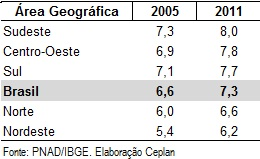 Área Geográfica 2005 2011
Sudeste 7,3 8,0
Centro-Oeste 6,9 7,8
Sul 7,1 7,7
Brasil 6,6 7,3
Norte 6,0 6,6
Nordeste 5,4 6,2
Fonte: PNAD/IBGE. Elaboração Ceplan